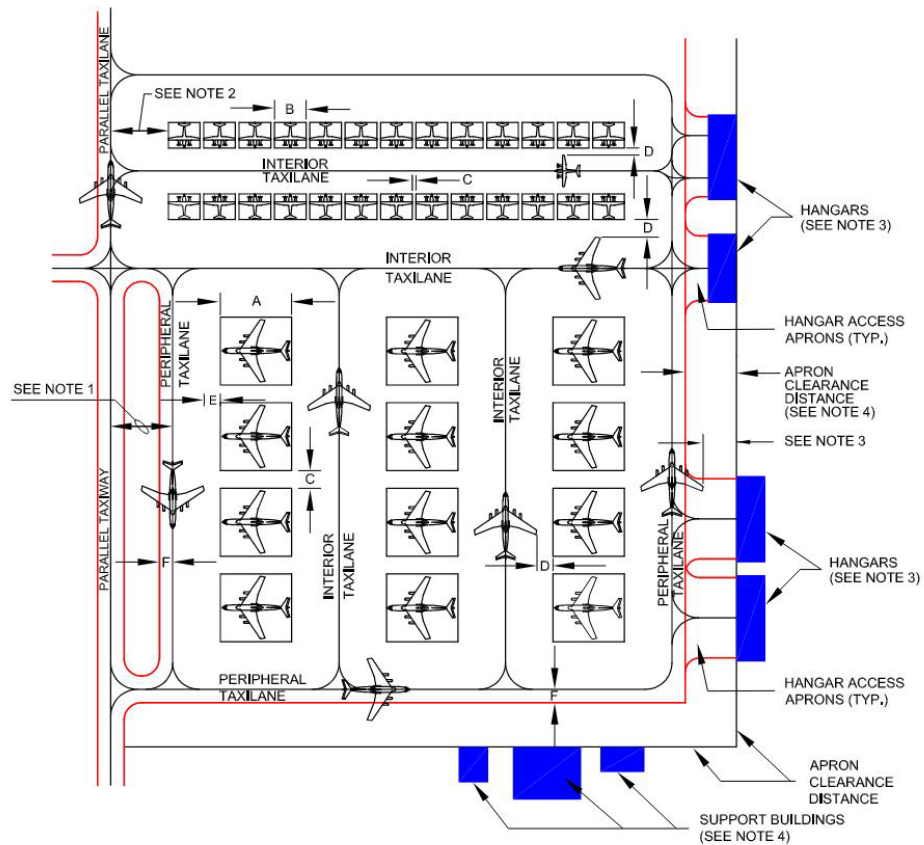 PARALLEL TAXILANE
SEE NOTE 2
B
D
INTERIOR
TAXILANE
C
HANGARS
(SEE NOTE 3)
D
INTERIOR
TAXILANE
PERIPHERAL
TAXILANE
A
HANGAR ACCESS
APRONS (TYP.)
INTERIOR
TAXILANE
SEE NOTE 1
E
APRON
CLEARANCE
DISTANCE
(SEE NOTE 4)
SEE NOTE 3
C
PARALLEL TAXIWAY
F
INTERIOR
TAXILANE
D
PERIPHERAL
TAXILANE
HANGARS
(SEE NOTE 3)
PERIPHERAL
TAXILANE
F
HANGAR ACCESS
APRONS (TYP.)
APRON
CLEARANCE
DISTANCE
SUPPORT BUILDINGS
(SEE NOTE 4)